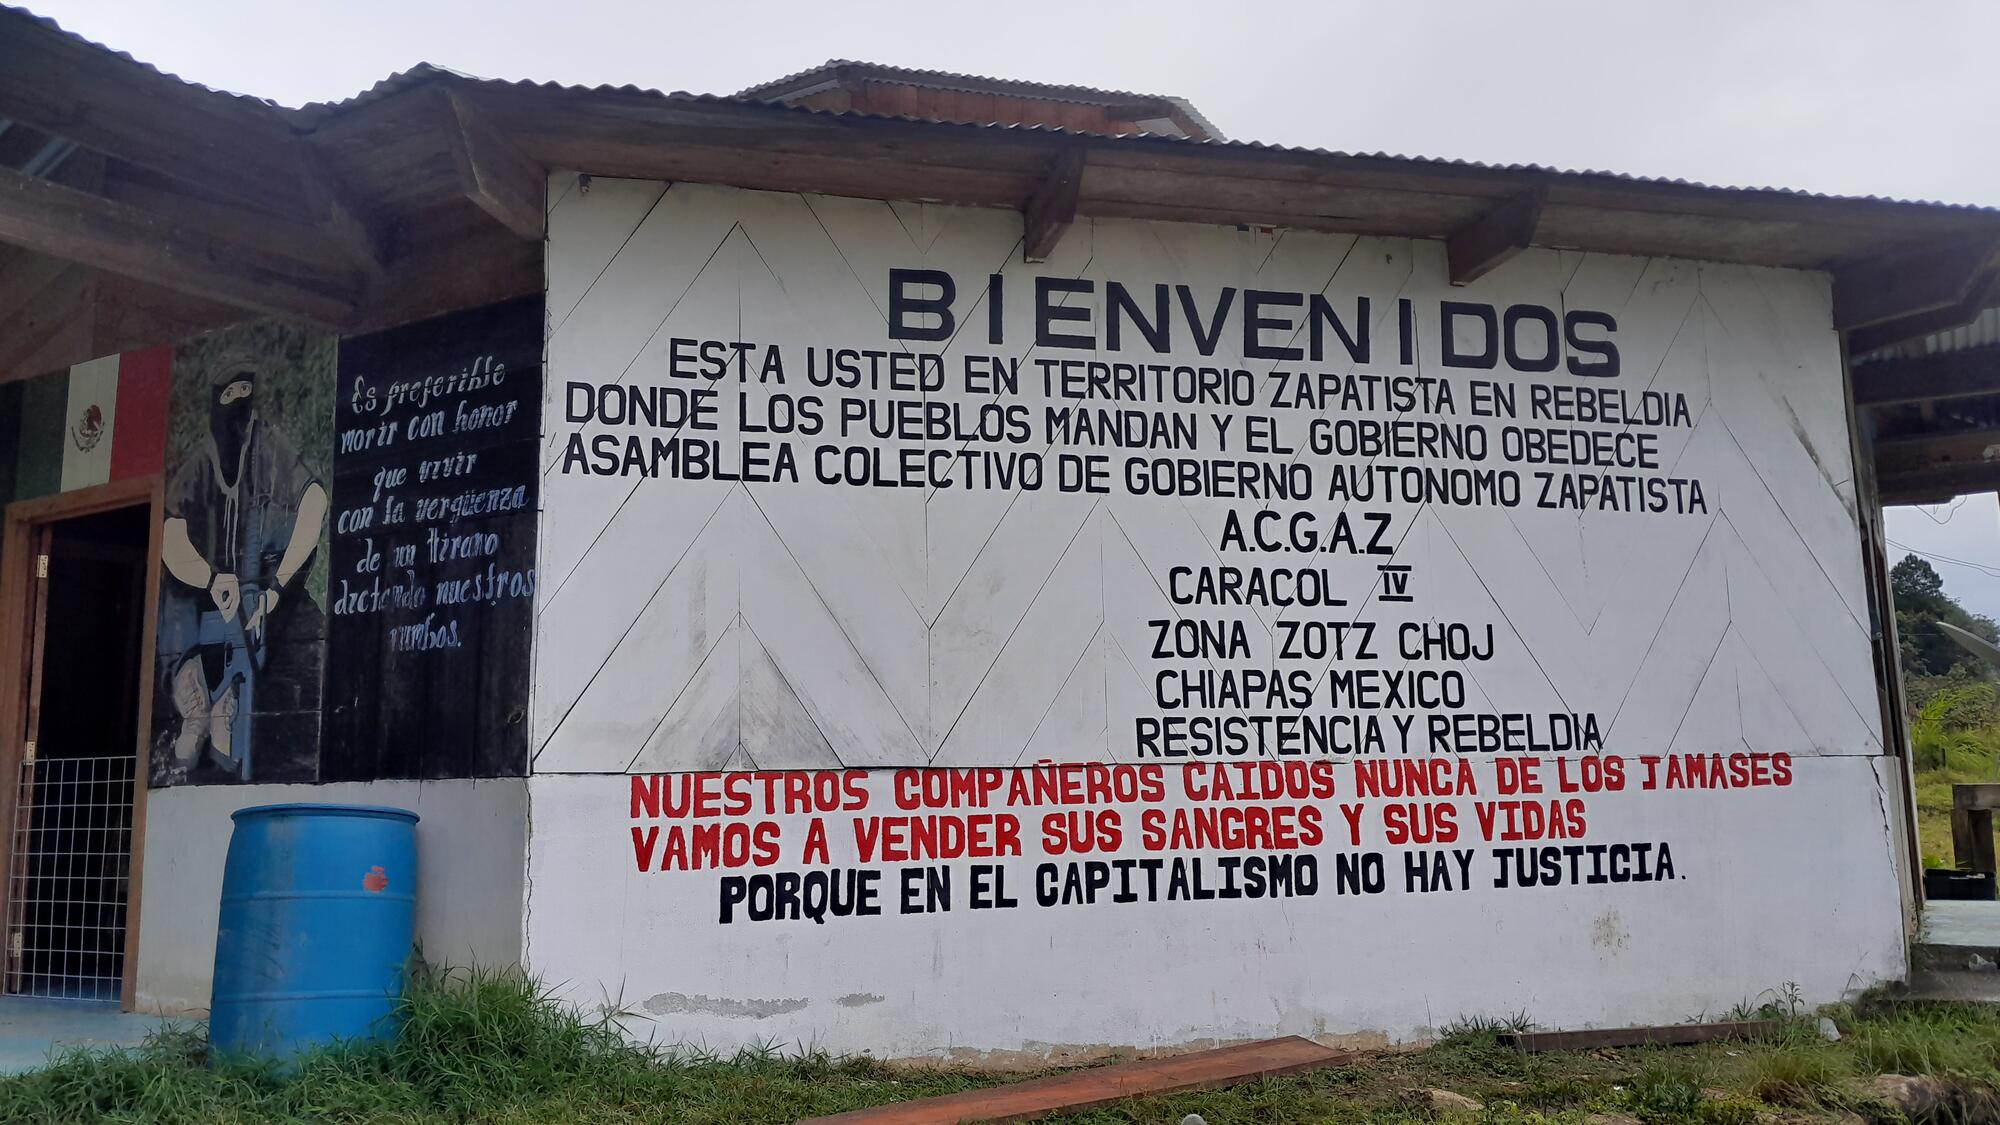 Es preferible
morir con honor
que vivir
con la vergüenza
de un tirano
dictando nuestros
rumbos.
BIENVENIDOS
ESTA USTED EN TERRITORIO ZAPATISTA EN REBELDIA
DONDE LOS PUEBLOS MANDAN Y EL GOBIERNO OBEDECE
ASAMBLEA COLECTIVO DE GOBIERNO AUTONOMO ZAPATISTA
A.C.G.A.Z
CARACOL IV
ZONA ZOTZ CHOJ
CHIAPAS MEXICO
RESISTENCIA Y REBELDIA
NUESTROS COMPAÑEROS CAIDOS NUNCA DE LOS JAMASES
VAMOS A VENDER SUS SANGRES Y SUS VIDAS
PORQUE EN EL CAPITALISMO NO HAY JUSTICIA.